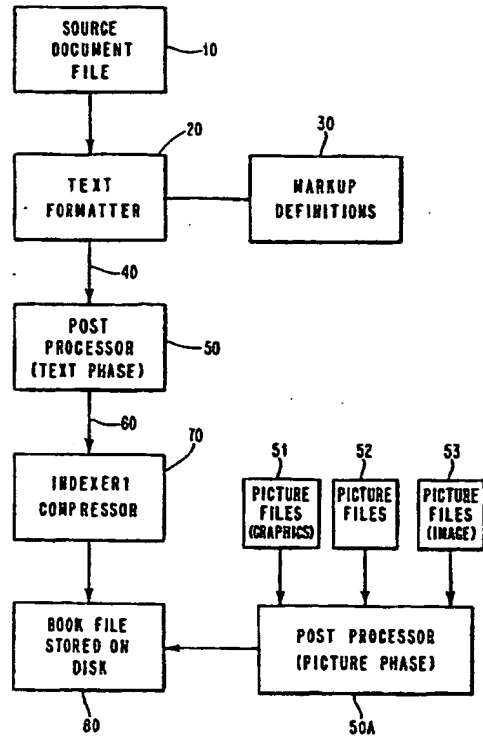 SOURCE
DOCUMENT
FILE
10
20
TEXT
FORMATTER
30
MARKUP
DEFINITIONS
40
POST
PROCESSOR
(TEXT PHASE)
50
60
70
INDEXER1
COMPRESSOR
51
PICTURE
FILES
(GRAPHICS)
52
PICTURE
FILES
53
PICTURE
FILES
(IMAGE)
BOOK FILE
STORED ON
DISK
80
POST PROCESSOR
(PICTURE PHASE)
50A